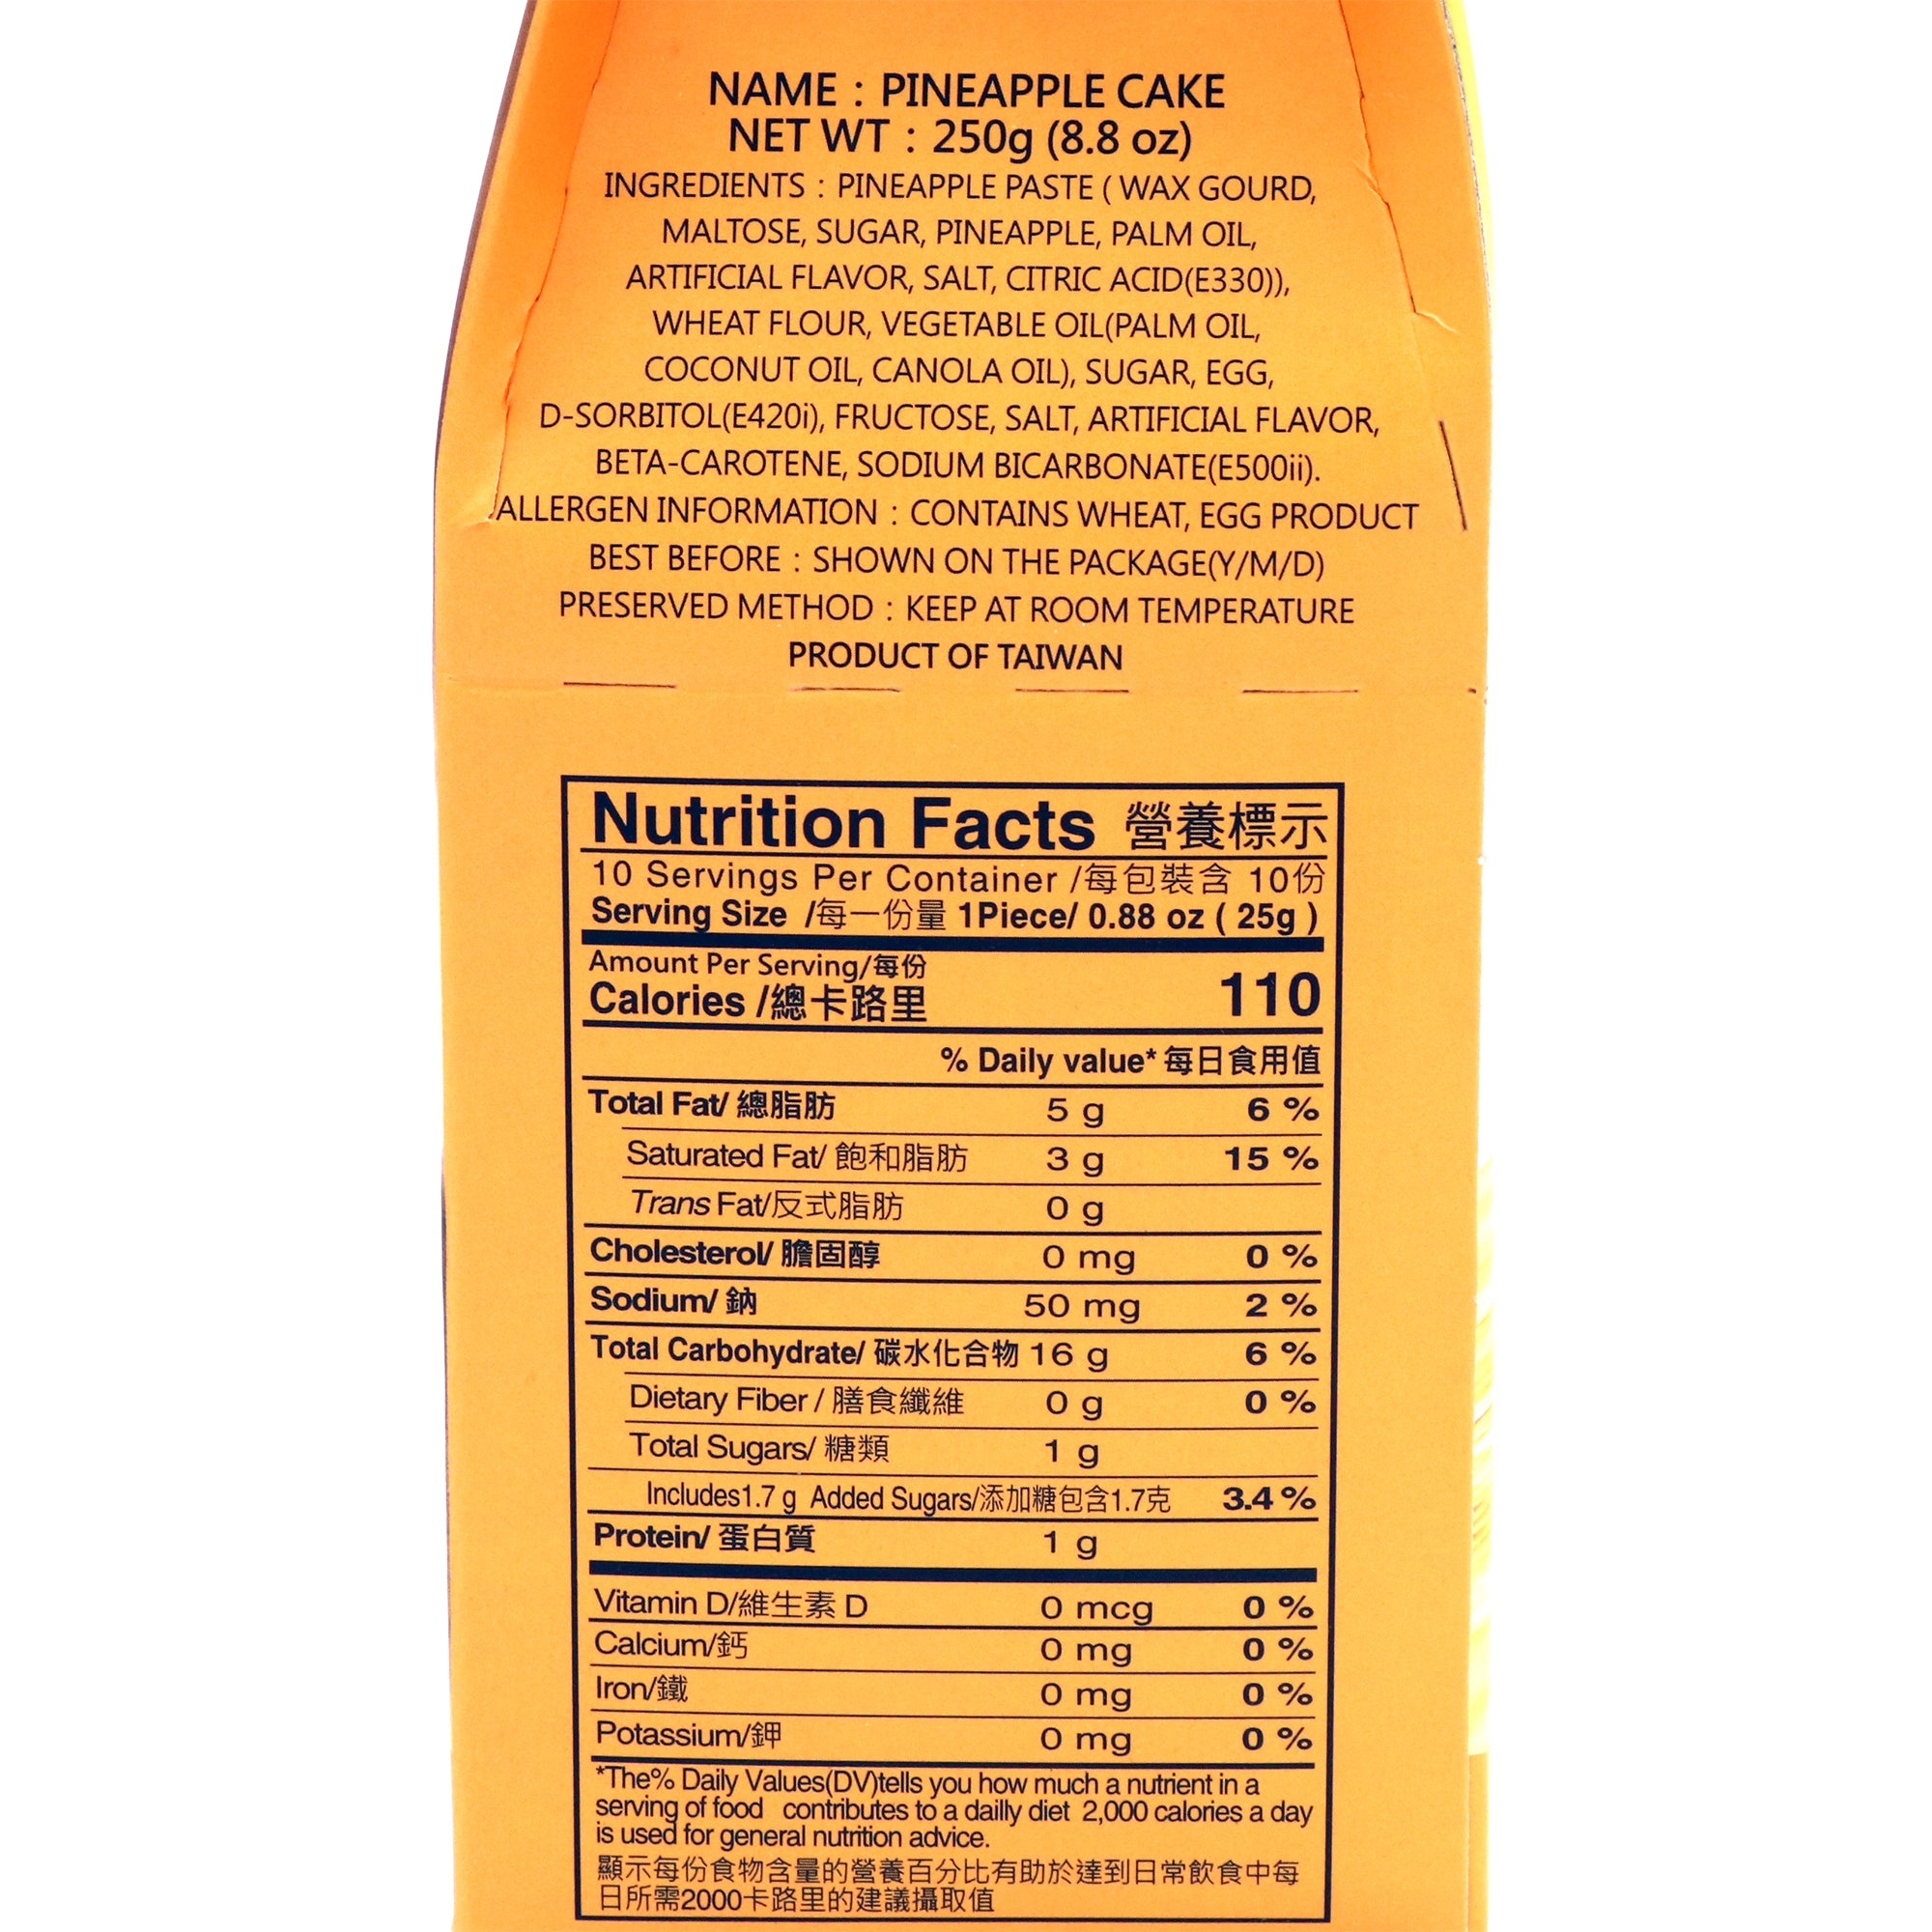 NAME : PINEAPPLE CAKE
NET WT : 250g (8.8 oz)
INGREDIENTS : PINEAPPLE PASTE ( WAX GOURD,
MALTOSE, SUGAR, PINEAPPLE, PALM OIL,
ARTIFICIAL FLAVOR, SALT, CITRIC ACID(E330)),
WHEAT FLOUR, VEGETABLE OIL(PALM OIL,
COCONUT OIL, CANOLA OIL), SUGAR, EGG,
D-SORBITOL(E420i), FRUCTOSE, SALT, ARTIFICIAL FLAVOR,
BETA-CAROTENE, SODIUM BICARBONATE(E500ii).
ALLERGEN INFORMATION : CONTAINS WHEAT, EGG PRODUCT
BEST BEFORE : SHOWN ON THE PACKAGE(Y/M/D)
PRESERVED METHOD : KEEP AT ROOM TEMPERATURE
PRODUCT OF TAIWAN
Nutrition Facts 營養標示
10 Servings Per Container /每包裝含 10份
Serving Size /每一份量 1Piece/ 0.88 oz ( 25g )
Amount Per Serving/每份
Calories /總卡路里 110
% Daily value* 每日食用值
Total Fat/ 總脂肪 5 g 6 %
Saturated Fat/ 飽和脂肪 3 g 15 %
Trans Fat/反式脂肪 0 g
Cholesterol/ 膽固醇 0 mg 0 %
Sodium/ 鈉 50 mg 2 %
Total Carbohydrate/ 碳水化合物 16 g 6 %
Dietary Fiber / 膳食纖維 0 g 0 %
Total Sugars/ 糖類 1 g
Includes1.7 g Added Sugars/添加糖包含1.7克 3.4 %
Protein/ 蛋白質 1 g
Vitamin D/維生素 D 0 mcg 0 %
Calcium/鈣 0 mg 0 %
Iron/鐵 0 mg 0 %
Potassium/鉀 0 mg 0 %
*The% Daily Values(DV)tells you how much a nutrient in a
serving of food contributes to a dailly diet 2,000 calories a day
is used for general nutrition advice.
顯示每份食物含量的營養百分比有助於達到日常飲食中每
日所需2000卡路里的建議攝取值